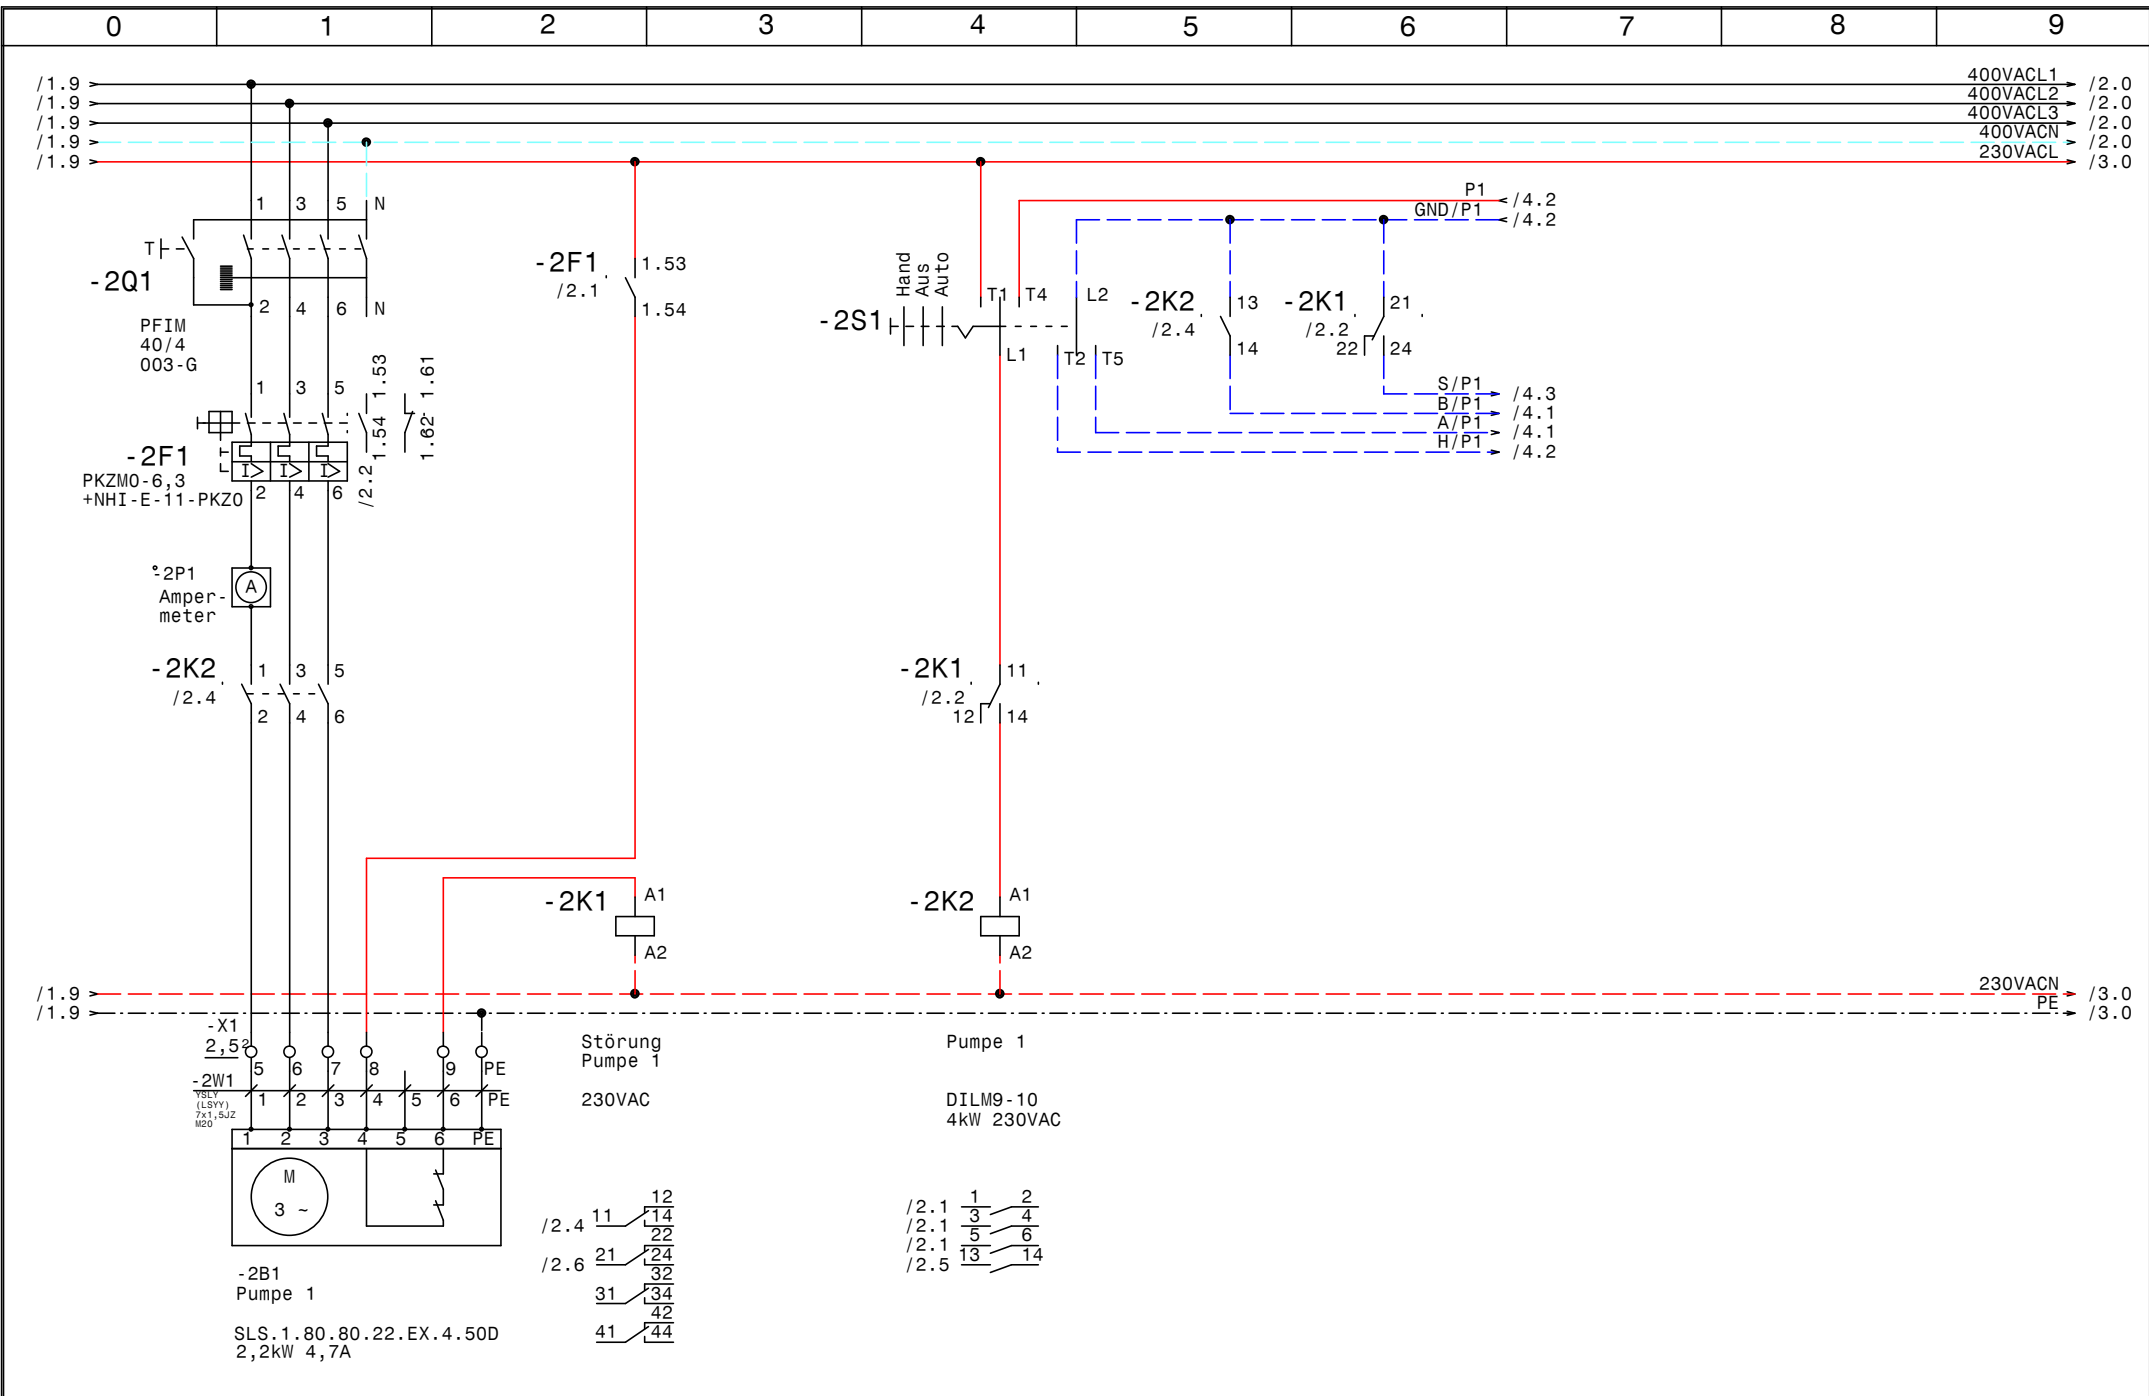 0 1 2 3 4 5 6 7 8 9
/1.9 400VACL1 /2.0
/1.9 400VACL2 /2.0
/1.9 400VACL3 /2.0
/1.9 400VACN /2.0
/1.9 230VACL /3.0
P1 /4.2
GND/P1 /4.2
1 3 5 N
T
-2Q1
2 4 6 N
PFIM
40/4
003-G
-2F1
/2.1
1.53
1.54
Hand
Aus
Auto
-2S1
T1 T4 L2
L1 T2 T5
-2K2
/2.4
13
14
-2K1
/2.2
21
22 24
S/P1 /4.3
B/P1 /4.1
A/P1 /4.1
H/P1 /4.2
1 3 5
1.53
1.54
1.61
1.62
/2.2
-2F1
I> I> I>
PKZM0-6,3
+NHI-E-11-PKZ0
2 4 6
-2P1
Amper-
meter
A
-2K2
/2.4
1 3 5
2 4 6
-2K1
/2.2
11
12 14
-2K1
A1
A2
-2K2
A1
A2
/1.9 230VACN /3.0
/1.9 PE /3.0
-X1
2,5²
5 6 7 8 9 PE
-2W1
YSLY
(LSYY)
7x1,5JZ
M20
1 2 3 4 5 6 PE
1 2 3 4 5 6 PE
M
3 ~
-2B1
Pumpe 1
SLS.1.80.80.22.EX.4.50D
2,2kW 4,7A
Störung
Pumpe 1
230VAC
12
/2.4 11 14
22
/2.6 21 24
32
31 34
42
41 44
Pumpe 1
DILM9-10
4kW 230VAC
/2.1 1 2
/2.1 3 4
/2.1 5 6
/2.5 13 14